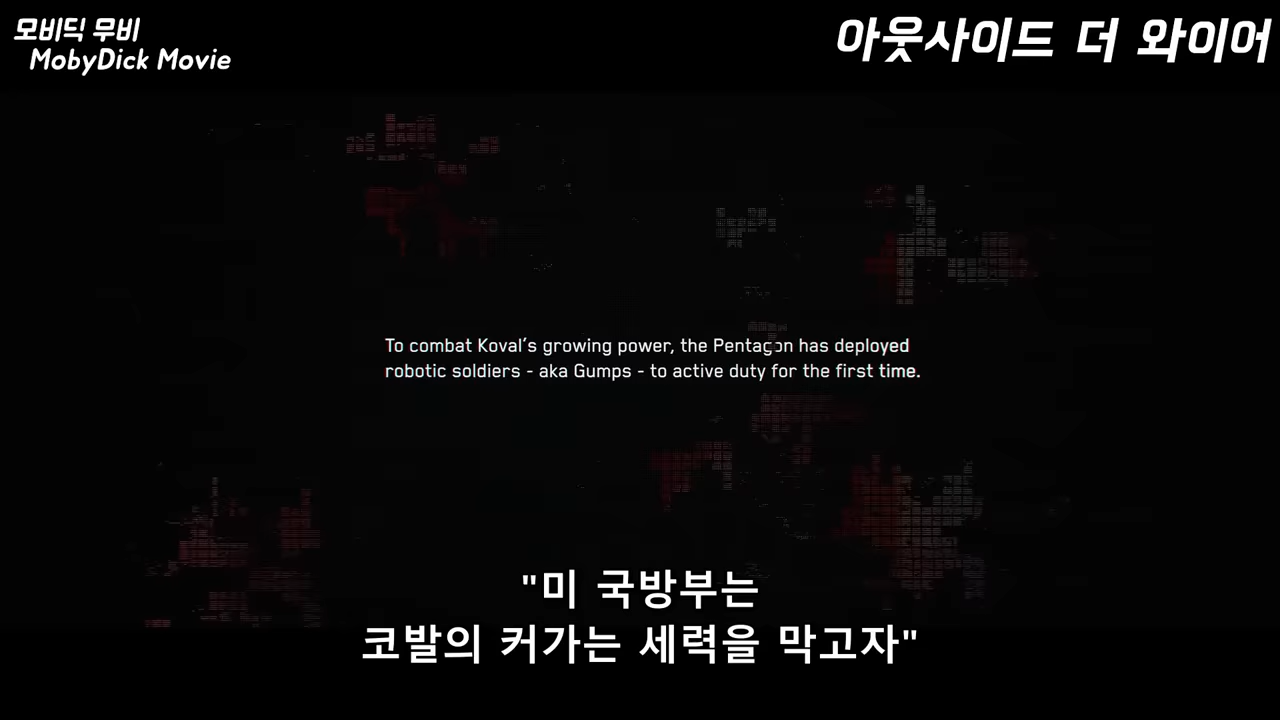 모비딕 무비
MobyDick Movie
아웃사이드 더 와이어
To combat Koval's growing power, the Pentagon has deployed
robotic soldiers - aka Gumps - to active duty for the first time.
"미 국방부는
코발의 커가는 세력을 막고자"